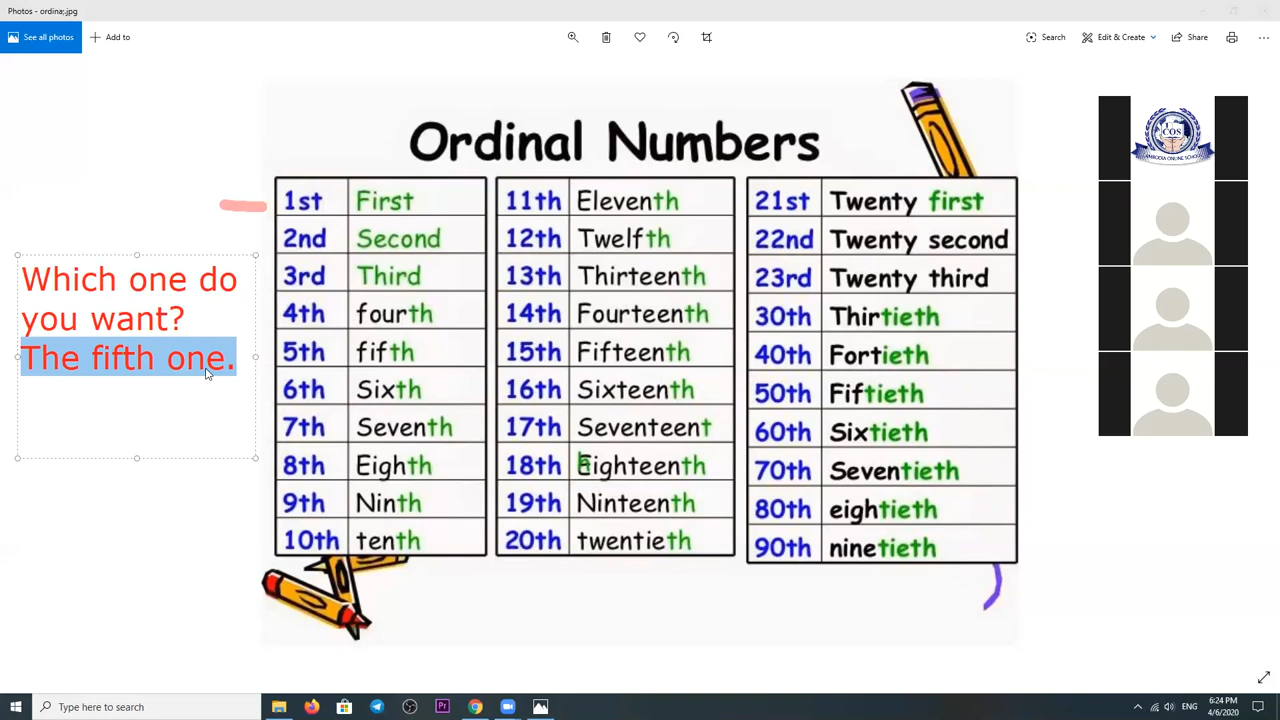 Photos - ordina;.jpg
See all photos
Add to
Search
Edit & Create
Share
Ordinal Numbers
1st First
2nd Second
3rd Third
4th fourth
5th fifth
6th Sixth
7th Seventh
8th Eighth
9th Ninth
10th tenth
11th Eleventh
12th Twelfth
13th Thirteenth
14th Fourteenth
15th Fifteenth
16th Sixteenth
17th Seventeent
h
18th Eighteenth
19th Ninteenth
20th twentieth
21st Twenty first
22nd Twenty second
23rd Twenty third
30th Thirtieth
40th Fortieth
50th Fiftieth
60th Sixtieth
70th Seventieth
80th eightieth
90th ninetieth
Which one do
you want?
The fifth one.
COS
CAMBODIA ONLINE SCHOOL
Type here to search
Pr
ENG
6:24 PM
4/6/2020